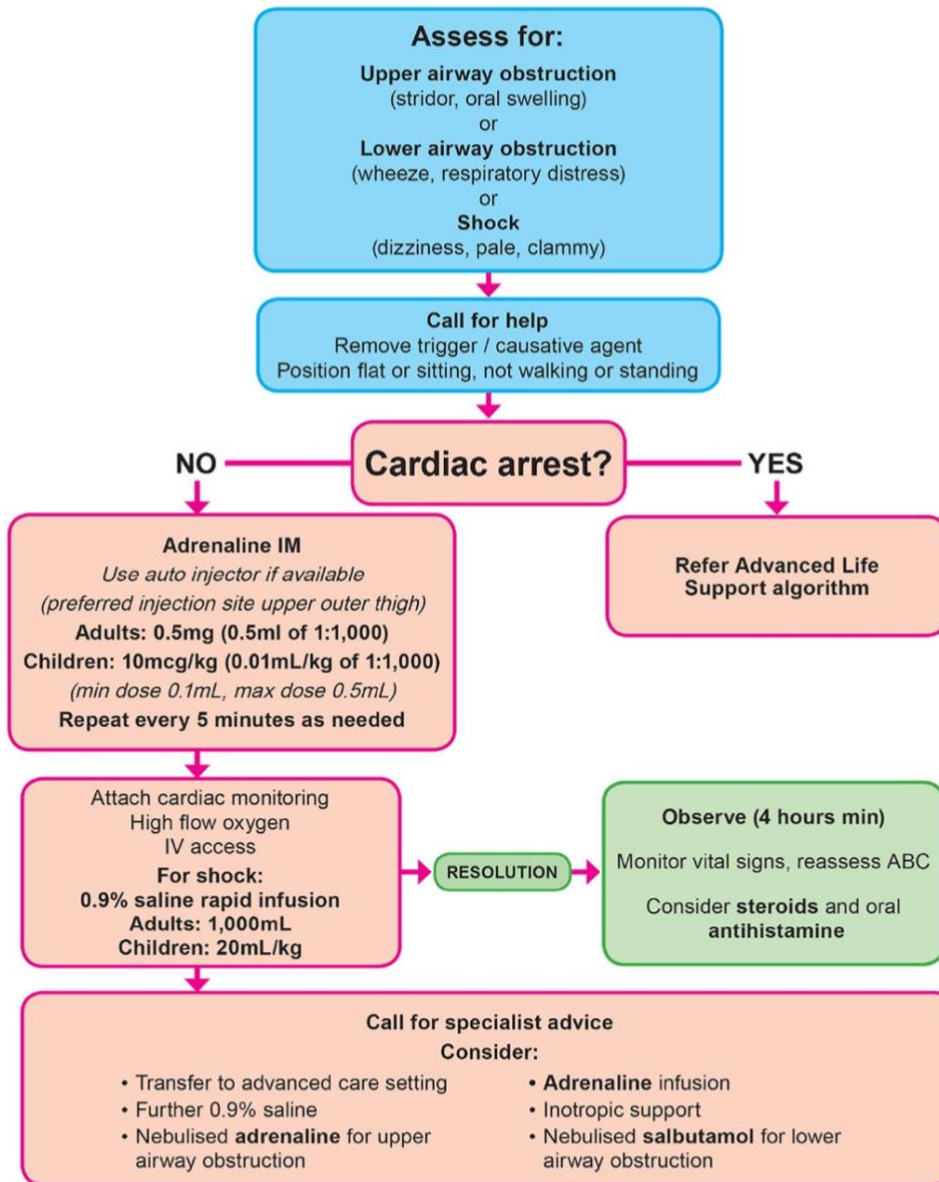 Assess for:
Upper airway obstruction
(stridor, oral swelling)
or
Lower airway obstruction
(wheeze, respiratory distress)
or
Shock
(dizziness, pale, clammy)
Call for help
Remove trigger / causative agent
Position flat or sitting, not walking or standing
NO
Cardiac arrest?
YES
Adrenaline IM
Use auto injector if available
(preferred injection site upper outer thigh)
Adults: 0.5mg (0.5ml of 1:1,000)
Children: 10mcg/kg (0.01mL/kg of 1:1,000)
(min dose 0.1mL, max dose 0.5mL)
Repeat every 5 minutes as needed
Refer Advanced Life
Support algorithm
Attach cardiac monitoring
High flow oxygen
IV access
For shock:
0.9% saline rapid infusion
Adults: 1,000mL
Children: 20mL/kg
RESOLUTION
Observe (4 hours min)
Monitor vital signs, reassess ABC
Consider steroids and oral
antihistamine
Call for specialist advice
Consider:
• Transfer to advanced care setting
• Further 0.9% saline
• Nebulised adrenaline for upper
airway obstruction
• Adrenaline infusion
• Inotropic support
• Nebulised salbutamol for lower
airway obstruction